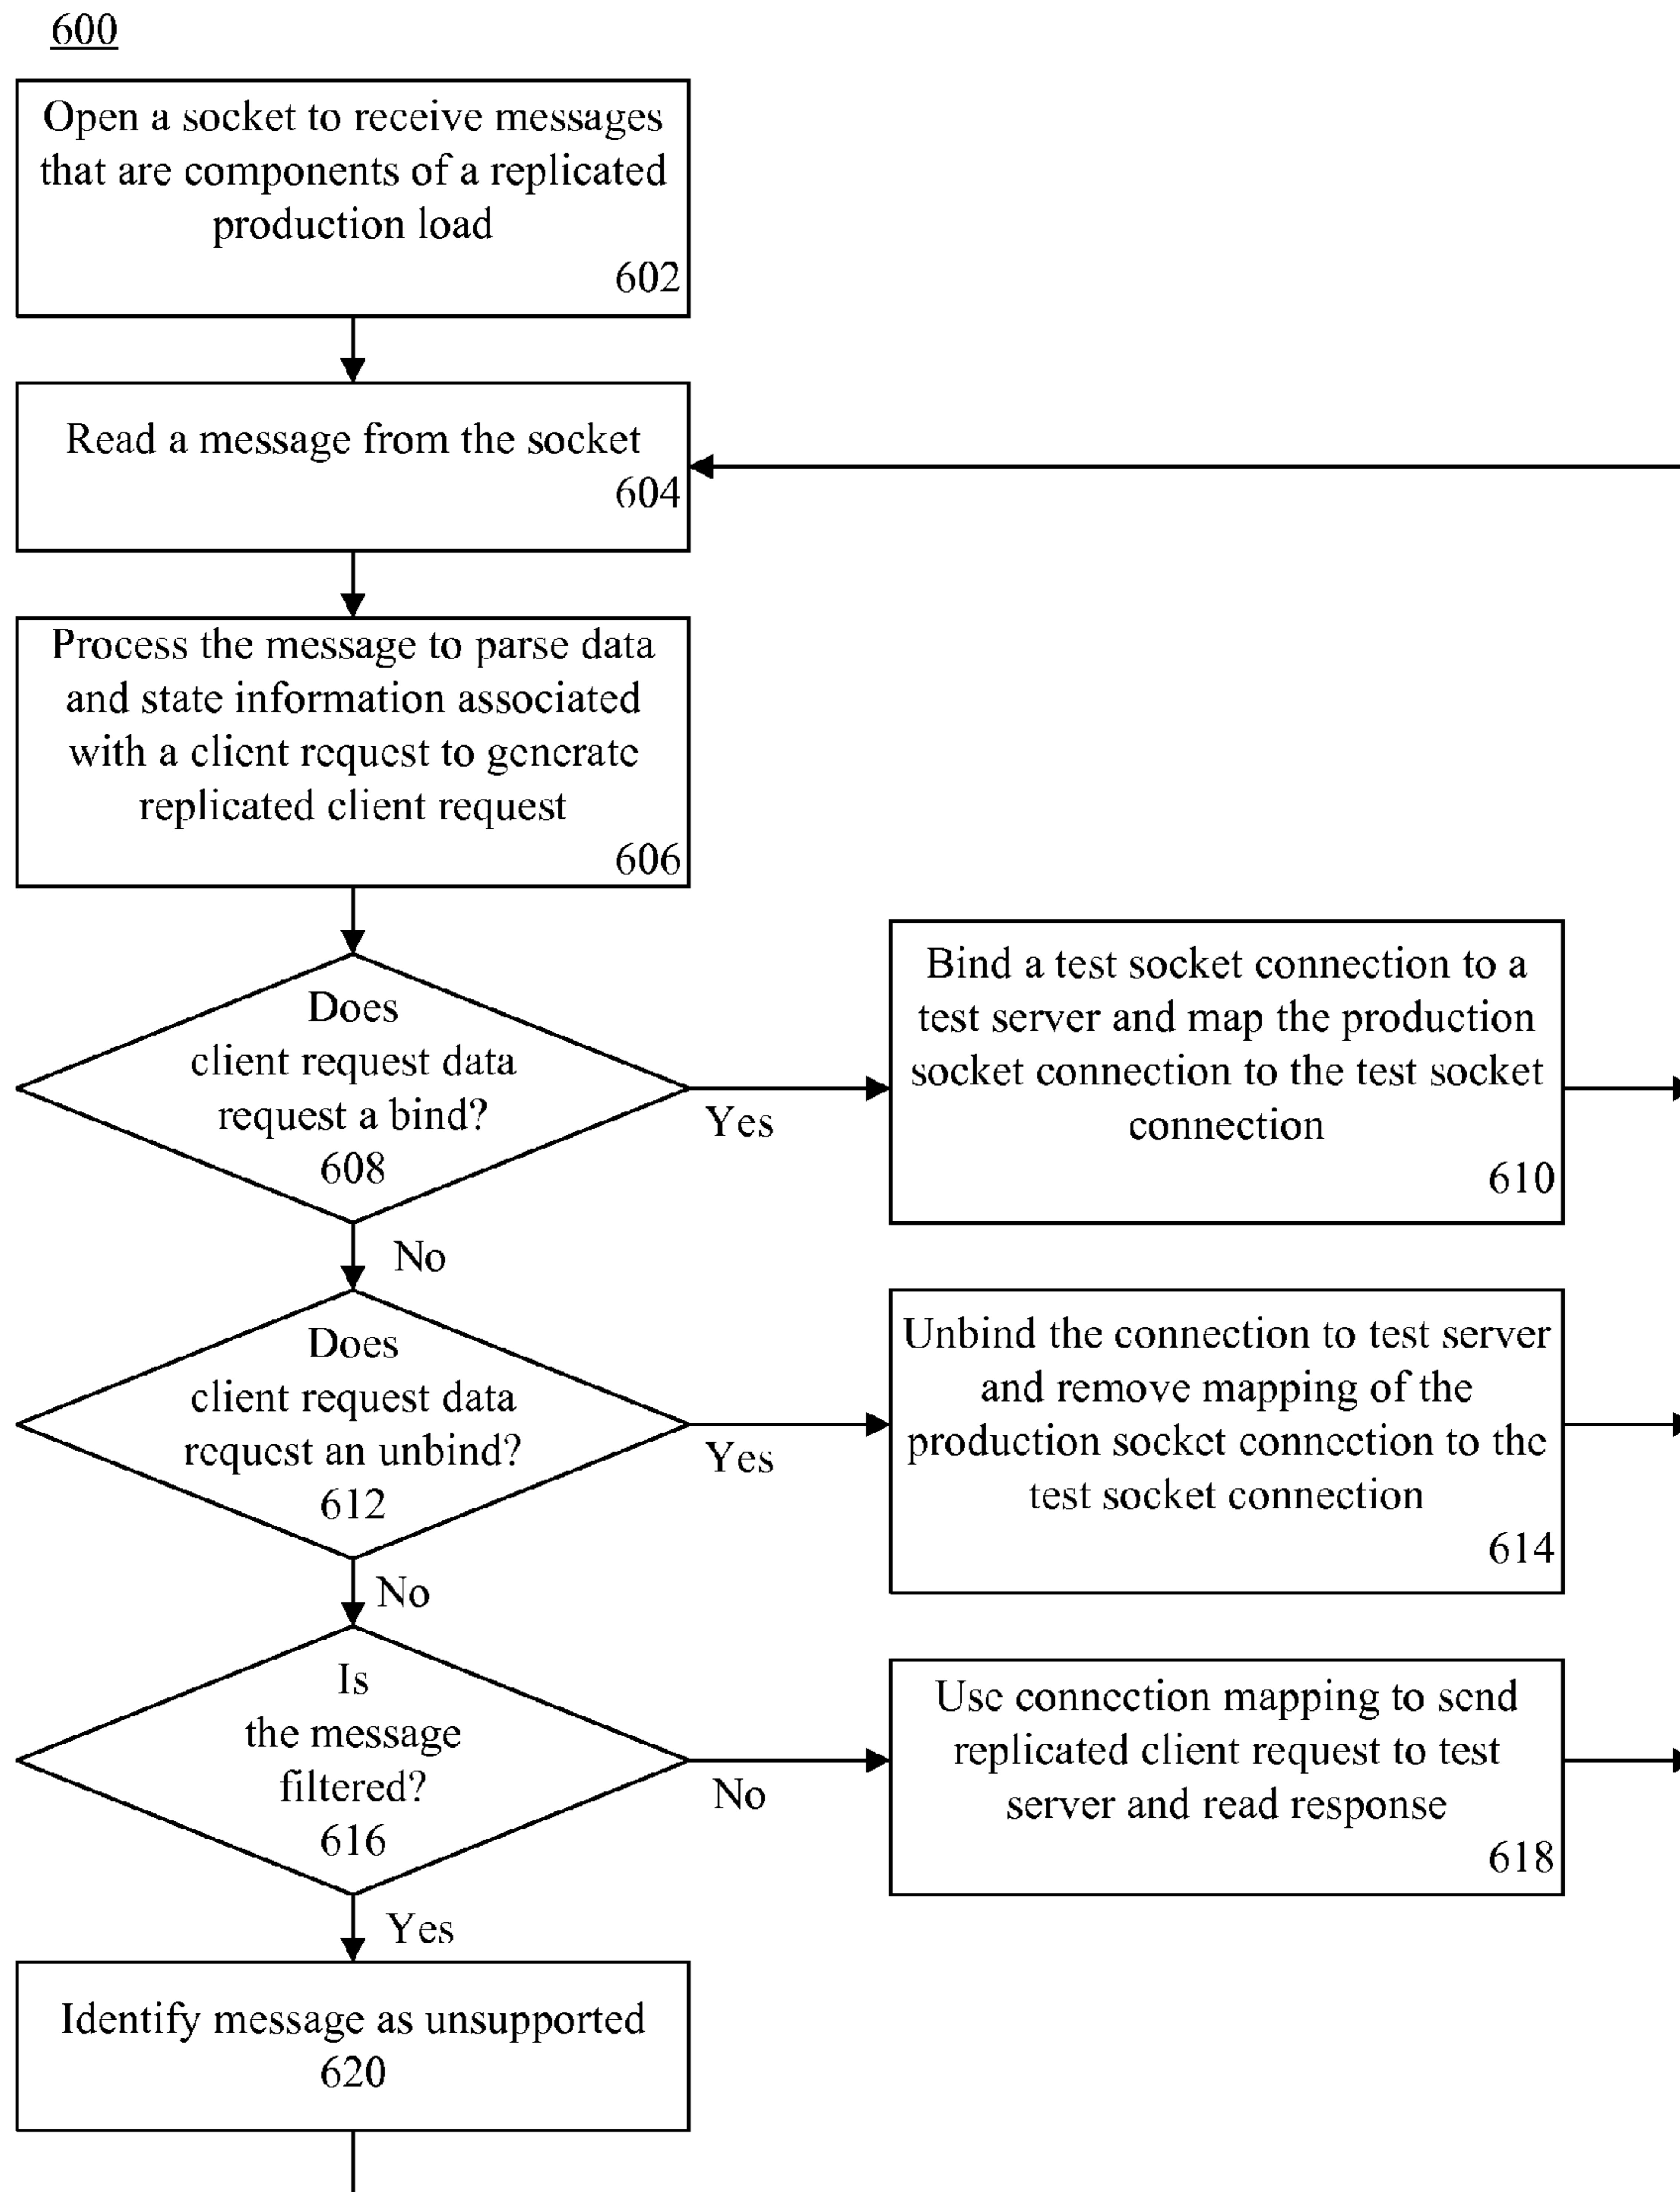 600
Open a socket to receive messages
that are components of a replicated
production load
602
Read a message from the socket
604
Process the message to parse data
and state information associated
with a client request to generate
replicated client request
606
Does
client request data
request a bind?
608
Yes
Bind a test socket connection to a
test server and map the production
socket connection to the test socket
connection
610
No
Does
client request data
request an unbind?
612
Yes
Unbind the connection to test server
and remove mapping of the
production socket connection to the
test socket connection
614
No
Is
the message
filtered?
616
No
Use connection mapping to send
replicated client request to test
server and read response
618
Yes
Identify message as unsupported
620